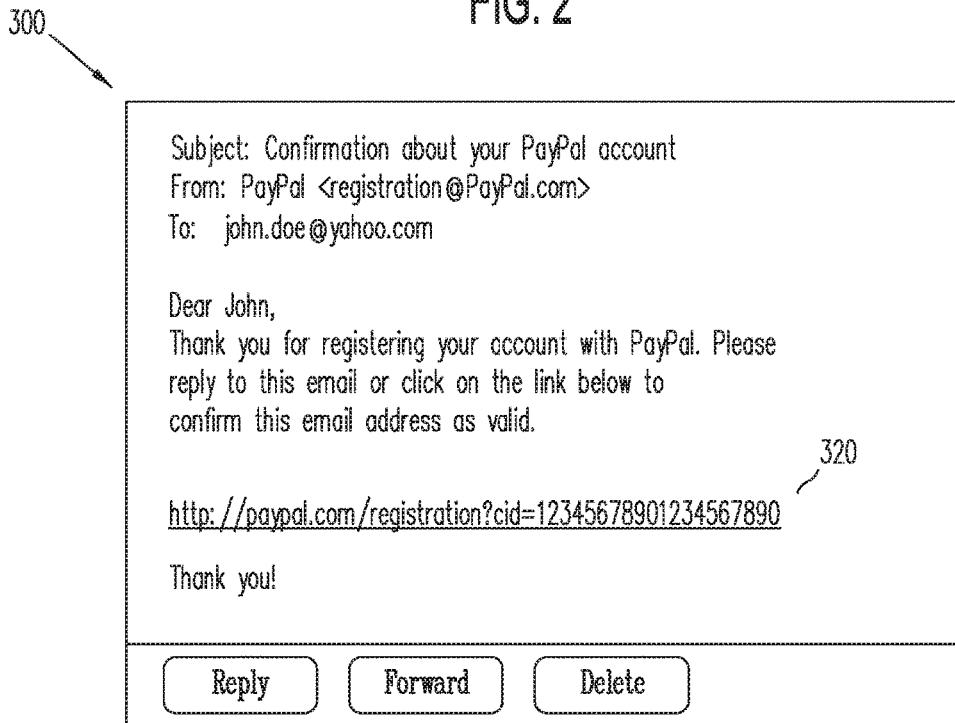 FIG. 2
300
Subject: Confirmation about your PayPal account
From: PayPal <registration@PayPal.com>
To: john.doe@yahoo.com
Dear John,
Thank you for registering your account with PayPal. Please
reply to this email or click on the link below to
confirm this email address as valid.
320
http://paypal.com/registration?cid=12345678901234567890
Thank you!
Reply Forward Delete